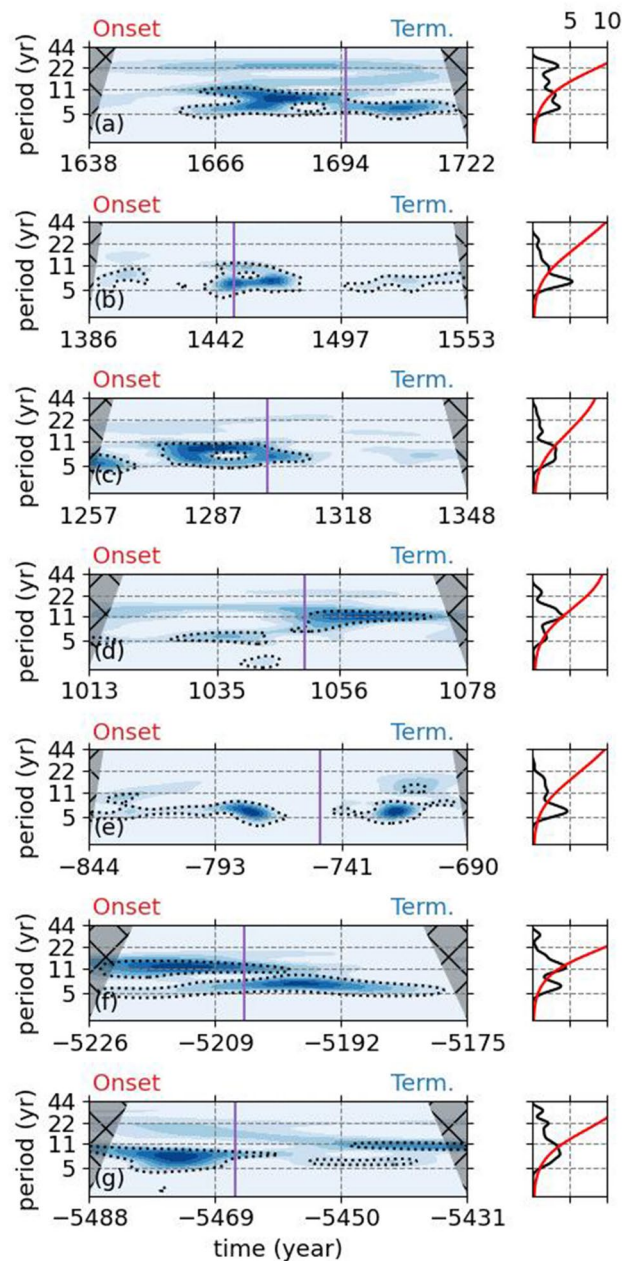 5 10
Onset Term.
period (yr)
44
22
11
5
(a)
1638 1666 1694 1722
Onset Term.
period (yr)
44
22
11
5
(b)
1386 1442 1497 1553
Onset Term.
period (yr)
44
22
11
5
(c)
1257 1287 1318 1348
Onset Term.
period (yr)
44
22
11
5
(d)
1013 1035 1056 1078
Onset Term.
period (yr)
44
22
11
5
(e)
−844 −793 −741 −690
Onset Term.
period (yr)
44
22
11
5
(f)
−5226 −5209 −5192 −5175
Onset Term.
period (yr)
44
22
11
5
(g)
−5488 −5469 −5450 −5431
time (year)